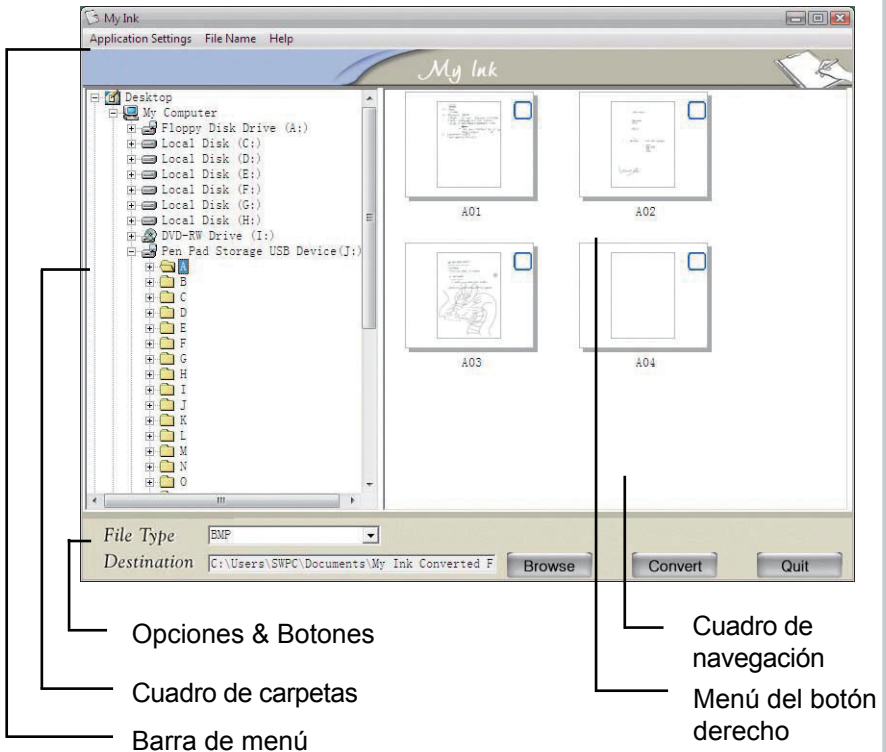 My Ink
Application Settings File Name Help
My Ink
Desktop
My Computer
Floppy Disk Drive (A:)
Local Disk (C:)
Local Disk (D:)
Local Disk (E:)
Local Disk (F:)
Local Disk (G:)
Local Disk (H:)
DVD-RW Drive (I:)
Pen Pad Storage USB Device(J:)
A
B
C
D
E
F
G
H
I
J
K
L
M
N
O
A01 A02
A03 A04
File Type BMP
Destination C:\Users\SWPC\Documents\My Ink Converted F Browse Convert Quit
Opciones & Botones
Cuadro de carpetas
Barra de menú
Cuadro de
navegación
Menú del botón
derecho